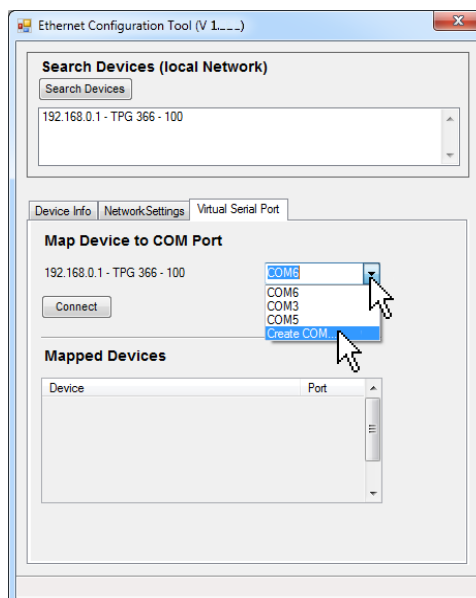 Ethernet Configuration Tool (V 1._._ _)
Search Devices (local Network)
Search Devices
192.168.0.1 - TPG 366 - 100
Device Info NetworkSettings Virtual Serial Port
Map Device to COM Port
192.168.0.1 - TPG 366 - 100 COM6
COM6
Connect
COM3
COM5
Create COM...
Mapped Devices
Device Port